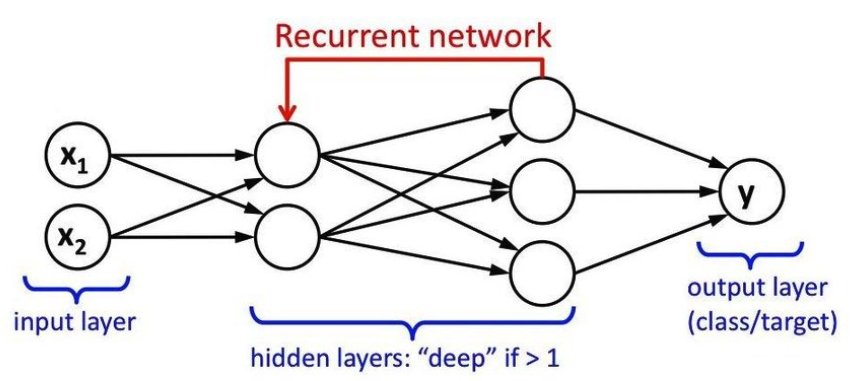 Recurrent network
x₁
x₂
y
input layer
output layer
(class/target)
hidden layers: “deep” if > 1